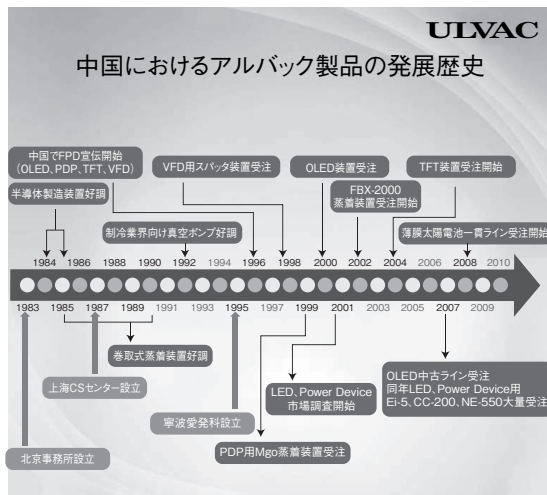 ULVAC
中国におけるアルバック製品の発展歴史
中国でFPD宣伝開始
(OLED、PDP、TFT、VFD)
VFD用スパッタ装置受注
OLED装置受注
TFT装置受注開始
半導体製造装置好調
FBX-2000
蒸着装置受注開始
制冷業界向け真空ポンプ好調
薄膜太陽電池一貫ライン受注開始
1984 1986 1988 1990 1992 1994 1996 1998 2000 2002 2004 2006 2008 2010
1983 1985 1987 1989 1991 1993 1995 1997 1999 2001 2003 2005 2007 2009
巻取式蒸着装置好調
上海CSセンター設立
LED、Power Device
市場調査開始
OLED中古ライン受注
同年LED、Power Device用
Ei-5、CC-200、NE-550大量受注
寧波愛発科設立
北京事務所設立
PDP用Mgo蒸着装置受注